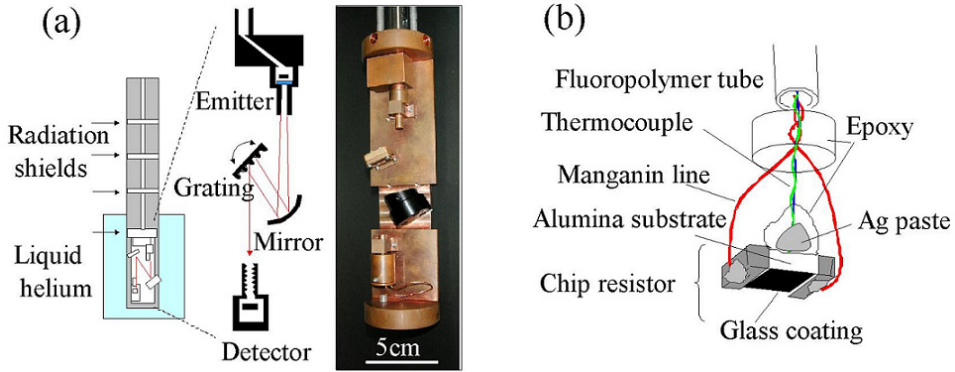 (a)
Radiation
shields
Liquid
helium
Emitter
Grating
Mirror
Detector
5cm
(b)
Fluoropolymer tube
Thermocouple
Epoxy
Manganin line
Alumina substrate
Ag paste
Chip resistor
Glass coating